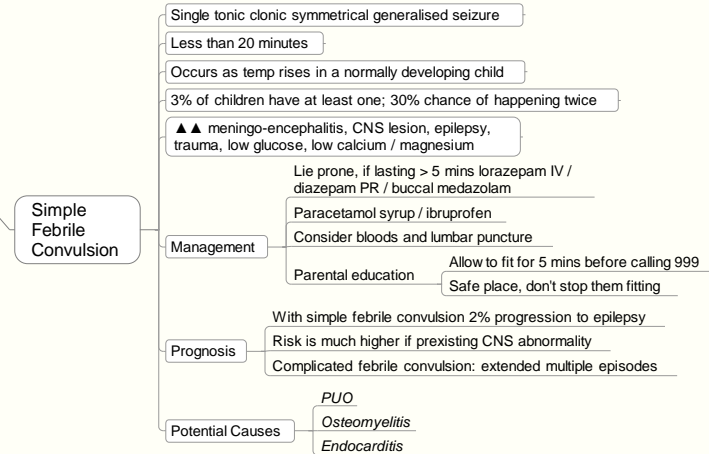 Single tonic clonic symmetrical generalised seizure
Less than 20 minutes
Occurs as temp rises in a normally developing child
3% of children have at least one; 30% chance of happening twice
▲▲ meningo-encephalitis, CNS lesion, epilepsy,
trauma, low glucose, low calcium / magnesium
Simple
Febrile
Convulsion
Management
Lie prone, if lasting > 5 mins lorazepam IV /
diazepam PR / buccal medazolam
Paracetamol syrup / ibruprofen
Consider bloods and lumbar puncture
Parental education
Allow to fit for 5 mins before calling 999
Safe place, don't stop them fitting
Prognosis
With simple febrile convulsion 2% progression to epilepsy
Risk is much higher if prexisting CNS abnormality
Complicated febrile convulsion: extended multiple episodes
Potential Causes
PUO
Osteomyelitis
Endocarditis